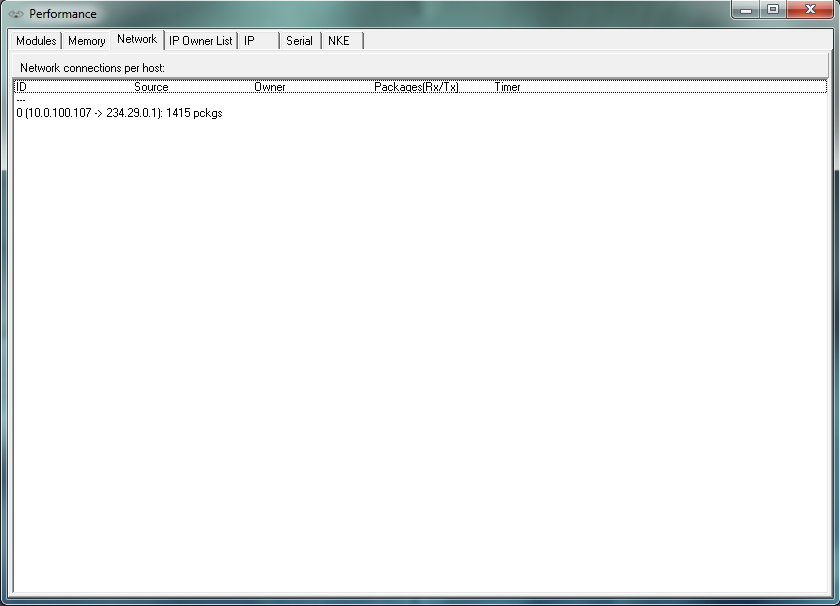 Performance
Modules Memory Network IP Owner List IP Serial NKE
Network connections per host:
ID Source Owner Packages(Rx/Tx) Timer
---
0 (10.0.100.107 -> 234.29.0.1): 1415 pckgs